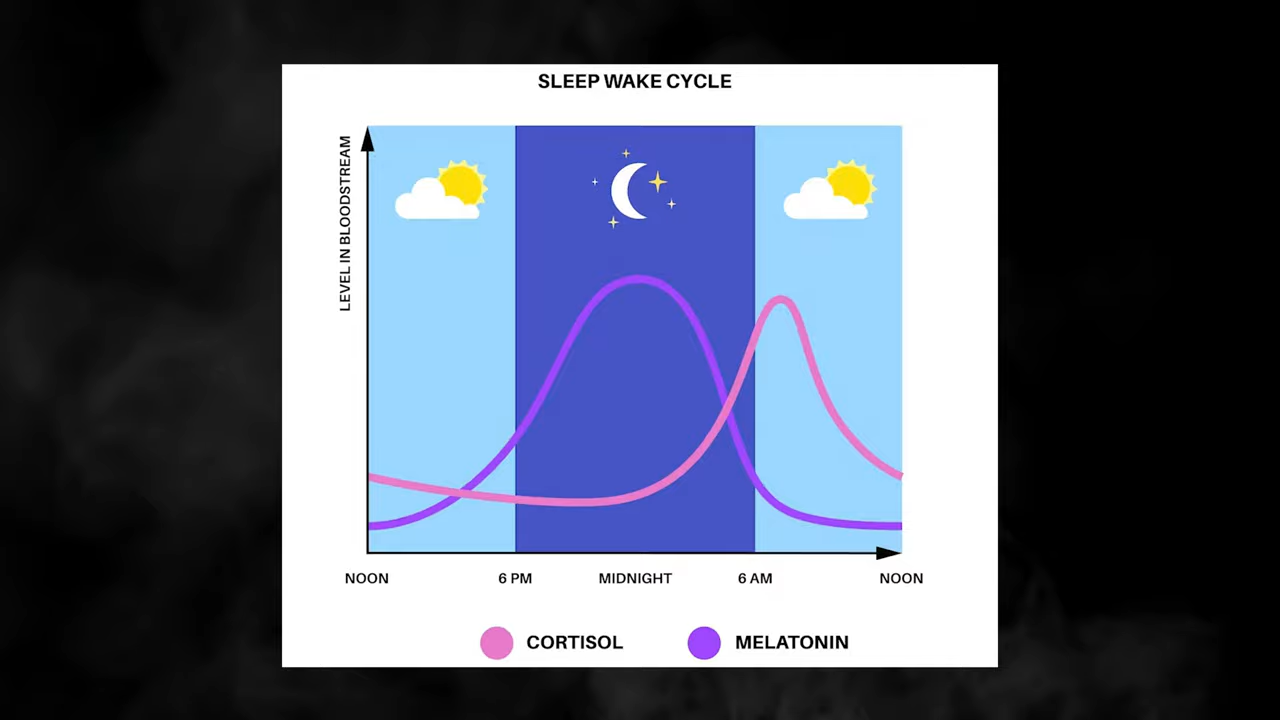 SLEEP WAKE CYCLE
LEVEL IN BLOODSTREAM
NOON
6 PM
MIDNIGHT
6 AM
NOON
CORTISOL
MELATONIN